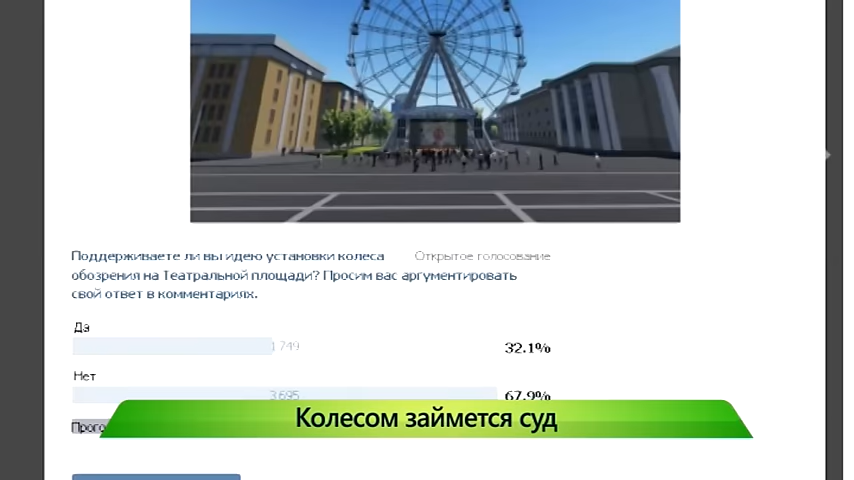 Поддерживаете ли вы идею установки колеса
Открытое голосование
обозрения на Театральной площади? Просим вас аргументировать
свой ответ в комментариях.
Да
1 749
32.1%
Нет
3 695
67.9%
Колесом займется суд